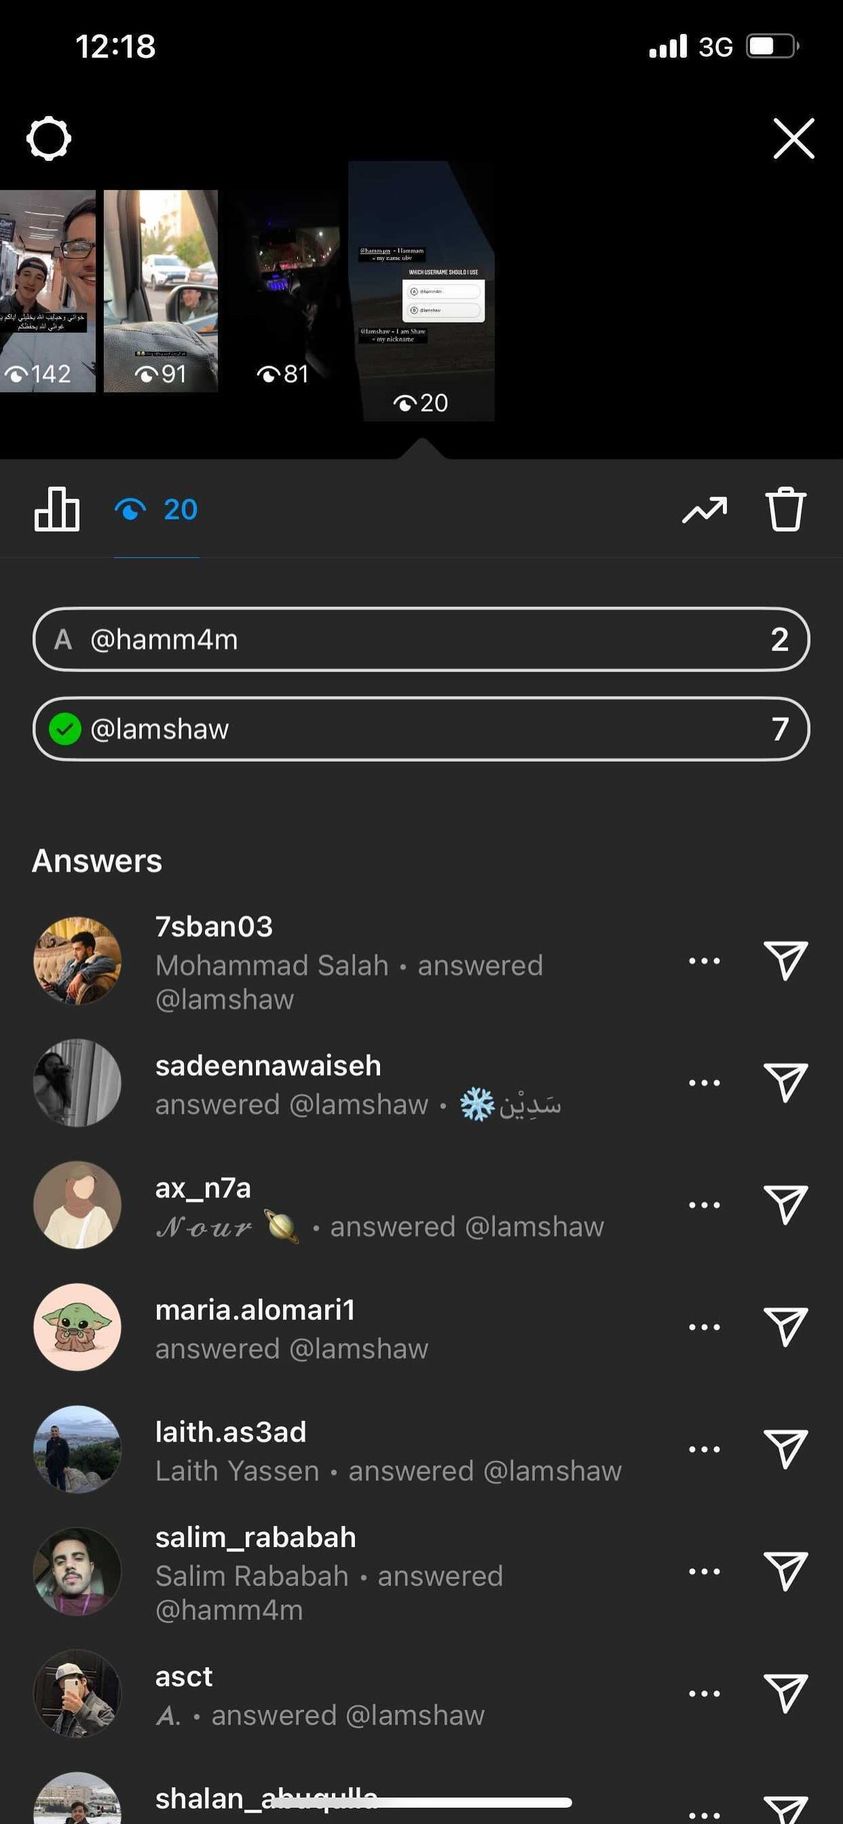 12:18
3G
142
91
81
@hamm4m = Hammam
= my name obv
WHICH USERNAME SHOULD I USE
A @hamm4m
B @lamshaw
@lamshaw = I am Shaw
= my nickname
20
20
A @hamm4m 2
@lamshaw 7
Answers
7sban03
Mohammad Salah • answered
@lamshaw
sadeennawaiseh
answered @lamshaw • سَدِيْن❄️
ax_n7a
𝒩𝑜𝓊𝓇 🪐 • answered @lamshaw
maria.alomari1
answered @lamshaw
laith.as3ad
Laith Yassen • answered @lamshaw
salim_rababah
Salim Rababah • answered
@hamm4m
asct
A. • answered @lamshaw
shalan_abuqulla